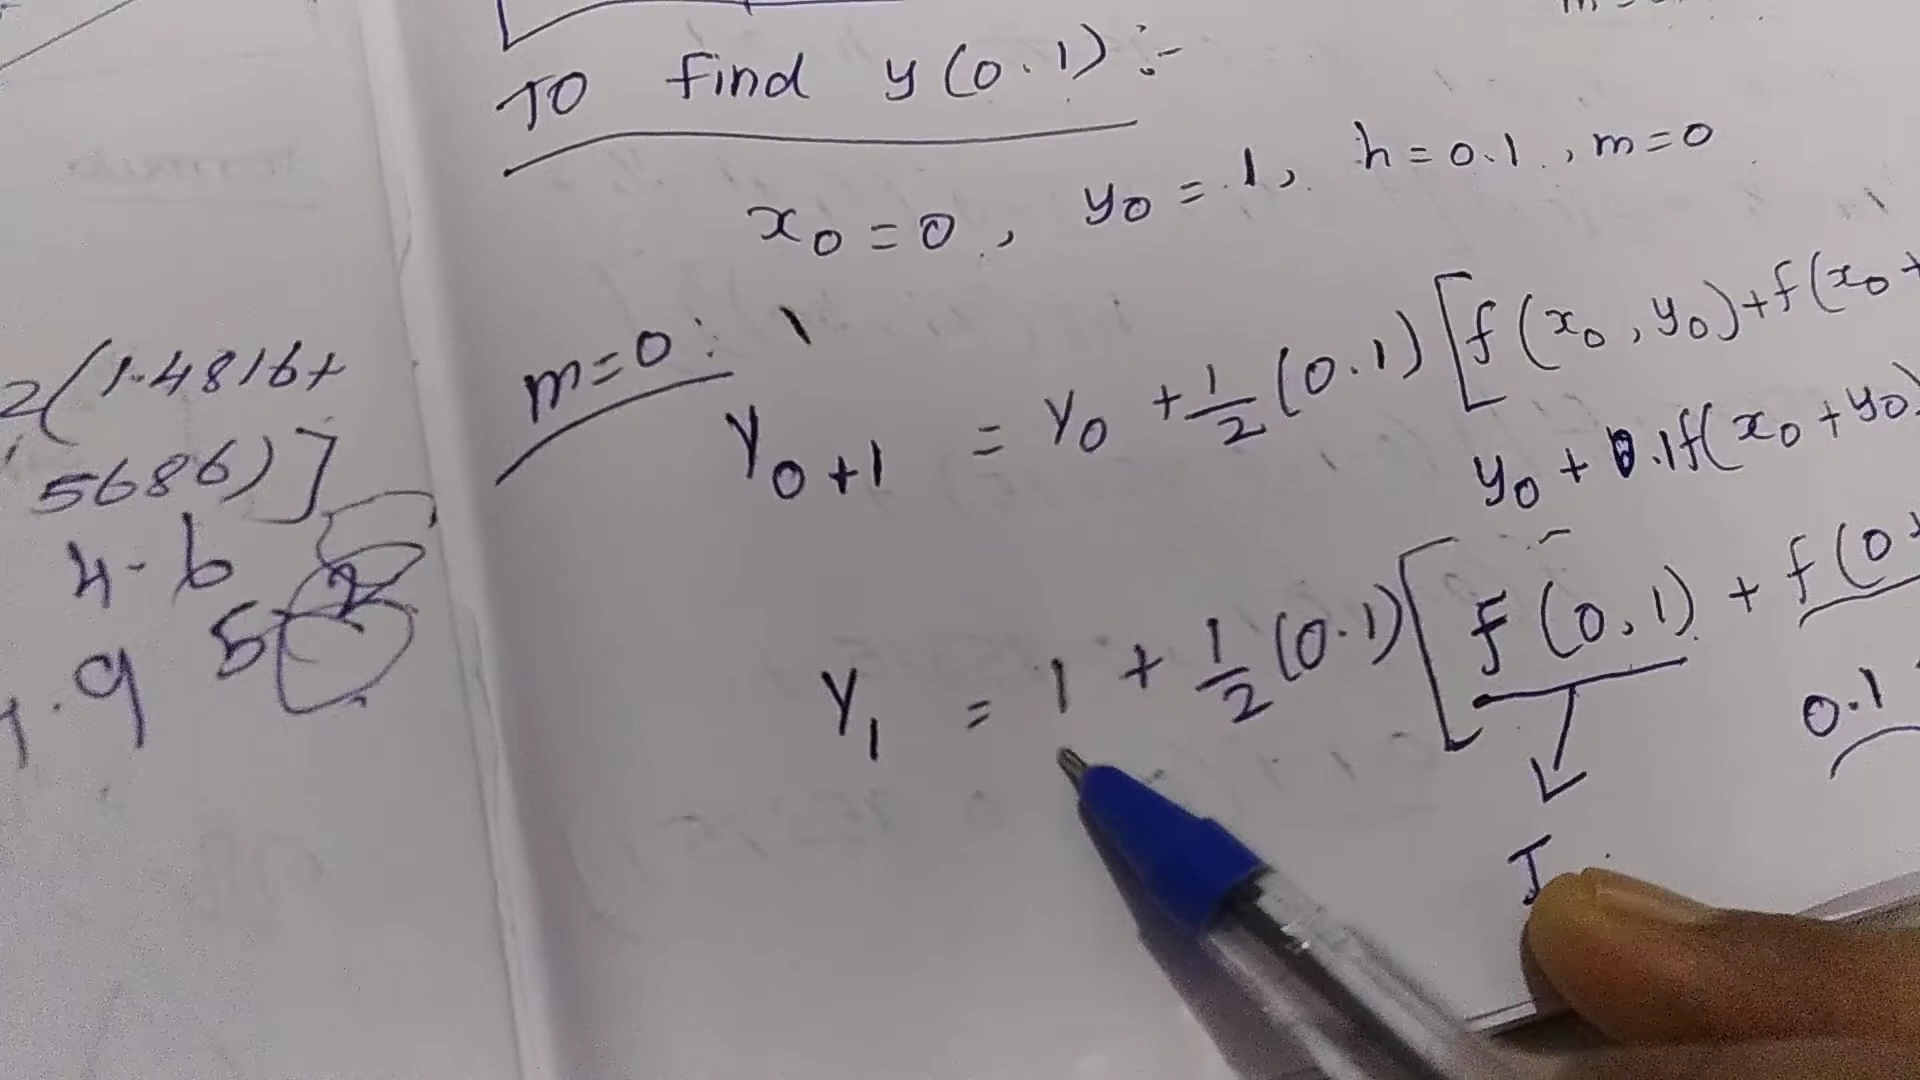 2(1.4816+
5686)]
4.6
1.9 5
TO find y(0.1):-
x0=0, y0=1, h=0.1, m=0
m=0:
Y0+1 = Y0 + 1/2 (0.1) [f(x0, y0)+f(x0+
y0 + 0.1f(x0+y0)
Y1 = 1 + 1/2 (0.1) [f(0,1) + f(0+
0.1
I